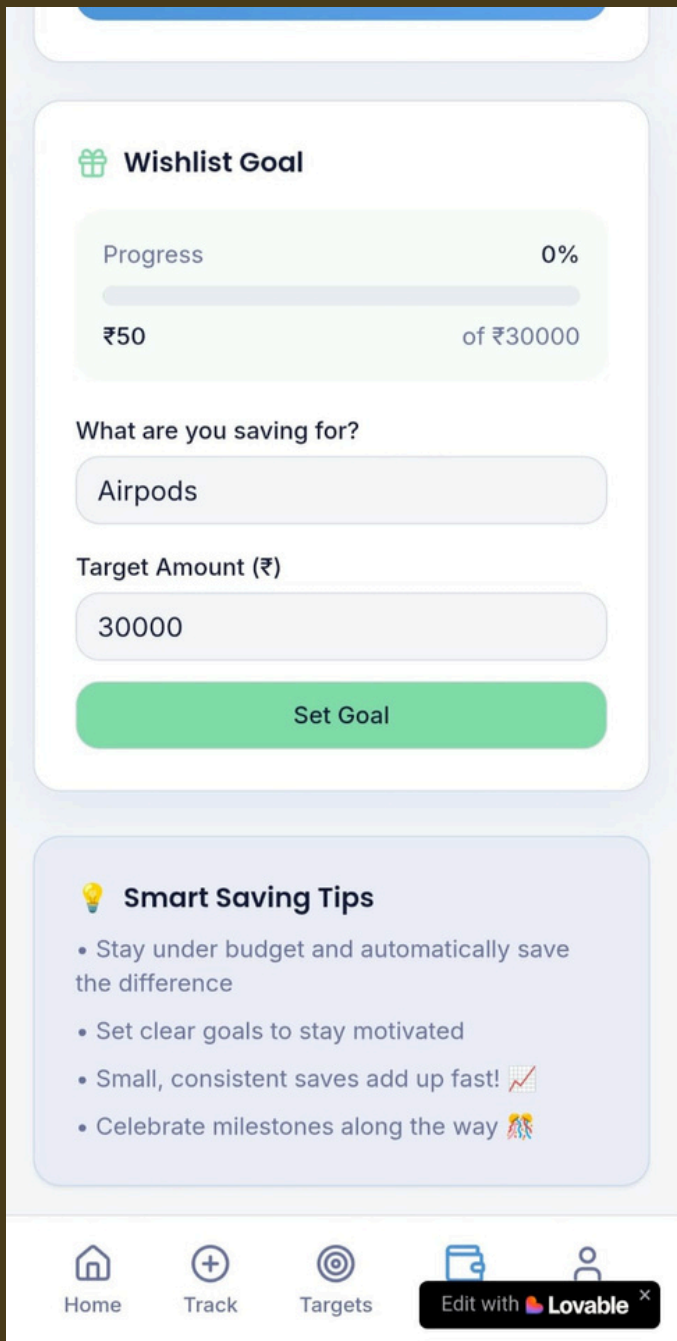 Wishlist Goal
Progress 0%
₹50 of ₹30000
What are you saving for?
Airpods
Target Amount (₹)
30000
Set Goal
💡 Smart Saving Tips
• Stay under budget and automatically save
the difference
• Set clear goals to stay motivated
• Small, consistent saves add up fast! 📈
• Celebrate milestones along the way 🎊
Home Track Targets
Edit with Lovable ×